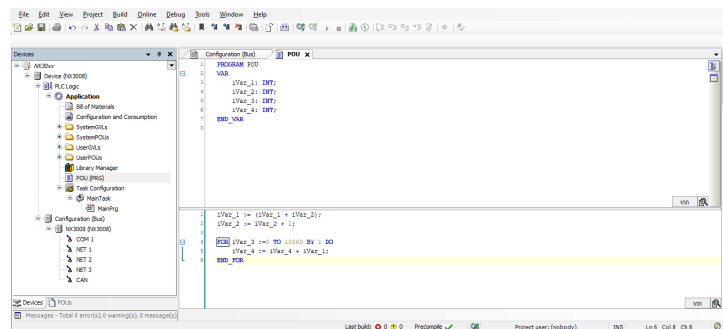 File Edit View Project Build Online Debug Tools Window Help
Devices
NX30xx
Device (NX3008)
PLC Logic
Application
Bill of Materials
Configuration and Consumption
SystemGVLs
SystemPOUs
UserGVLs
UserPOUs
Library Manager
POU (PRG)
Task Configuration
MainTask
MainPrg
Configuration (Bus)
NX3008 (NX3008)
COM 1
NET 1
NET 2
NET 3
CAN
Devices POUs
Configuration (Bus) POU
1 PROGRAM POU
2 VAR
3 iVar_1: INT;
4 iVar_2: INT;
5 iVar_3: INT;
6 iVar_4: INT;
7 END_VAR
8
100
1 iVar_1 := (iVar_1 + iVar_2);
2 iVar_2 := iVar_2 + 1;
3
4 FOR iVar_3 :=0 TO 10000 BY 1 DO
5 iVar_4 := iVar_4 + iVar_1;
6 END_FOR
100
Messages - Total 0 error(s), 0 warning(s), 0 message(s)
Last build: 0 0 Precompile Project user: (nobody) INS Ln 6 Col 8 Ch 8